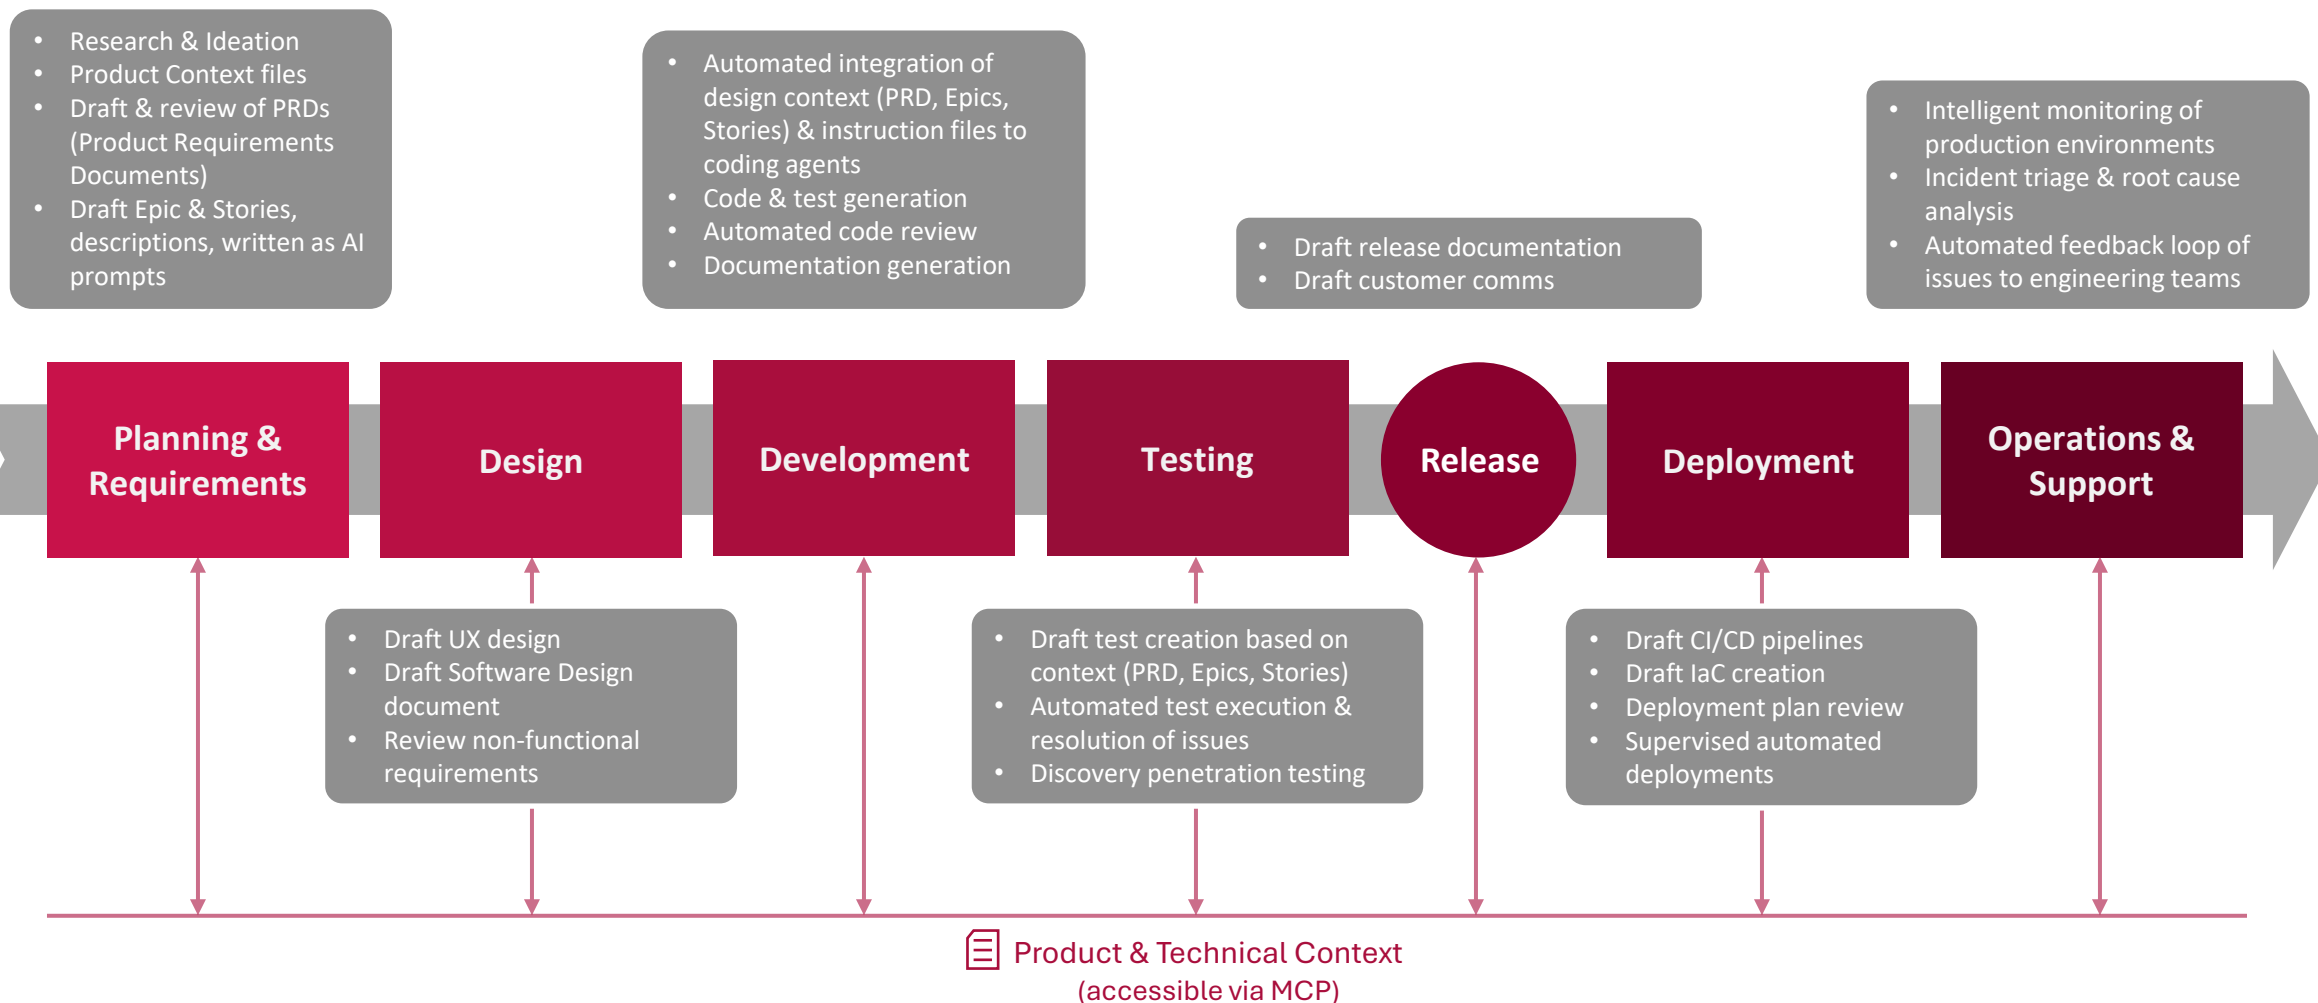 • Research & Ideation
• Product Context files
• Draft & review of PRDs
(Product Requirements
Documents)
• Draft Epic & Stories,
descriptions, written as AI
prompts
• Automated integration of
design context (PRD, Epics,
Stories) & instruction files to
coding agents
• Code & test generation
• Automated code review
• Documentation generation
• Draft release documentation
• Draft customer comms
• Intelligent monitoring of
production environments
• Incident triage & root cause
analysis
• Automated feedback loop of
issues to engineering teams
Planning &
Requirements
Design
Development
Testing
Release
Deployment
Operations &
Support
• Draft UX design
• Draft Software Design
document
• Review non-functional
requirements
• Draft test creation based on
context (PRD, Epics, Stories)
• Automated test execution &
resolution of issues
• Discovery penetration testing
• Draft CI/CD pipelines
• Draft IaC creation
• Deployment plan review
• Supervised automated
deployments
Product & Technical Context
(accessible via MCP)